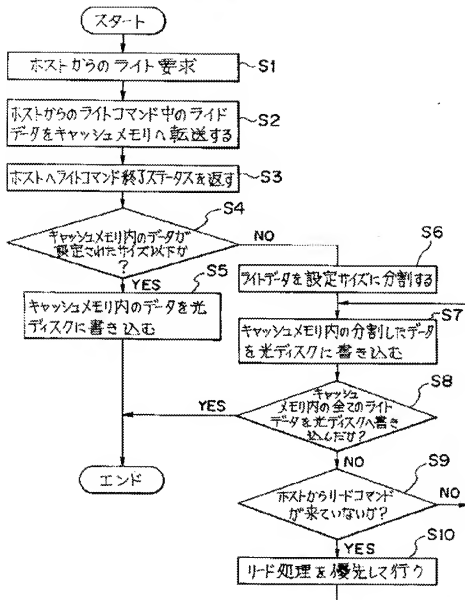 スタート
ホストからのライト要求
S1
ホストからのライトコマンド中のライド
データをキャッシュメモリへ転送する
S2
ホストへライトコマンド終了ステータスを返す
S3
キャッシュメモリ内のデータが
設定されたサイズ以下か
?
S4
NO
YES
キャッシュメモリ内のデータを光
ディスクに書き込む
S5
ライトデータを設定サイズに分割する
S6
キャッシュメモリ内の分割したデータ
を光ディスクに書き込む
S7
キャッシュ
メモリ内の全てのライト
データを光ディスクへ書き
込んだか?
S8
YES
NO
エンド
ホストからリードコマンド
が来ていないか?
S9
NO
YES
リード処理を優先して行う
S10